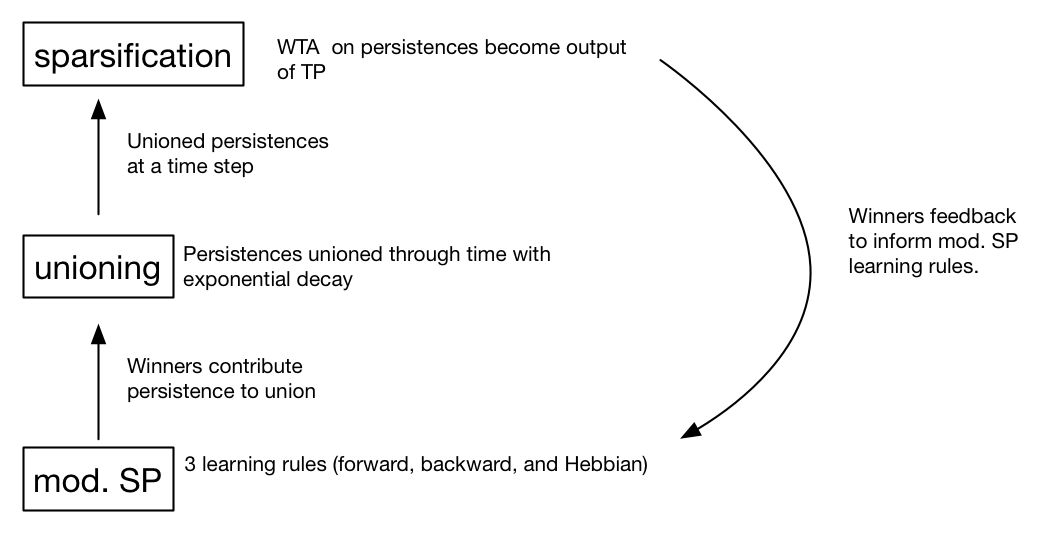 sparsification
WTA  on persistences become output
of TP
Unioned persistences
at a time step
Winners feedback
to inform mod. SP
learning rules.
unioning
Persistences unioned through time with
exponential decay
Winners contribute
persistence to union
mod. SP
3 learning rules (forward, backward, and Hebbian)